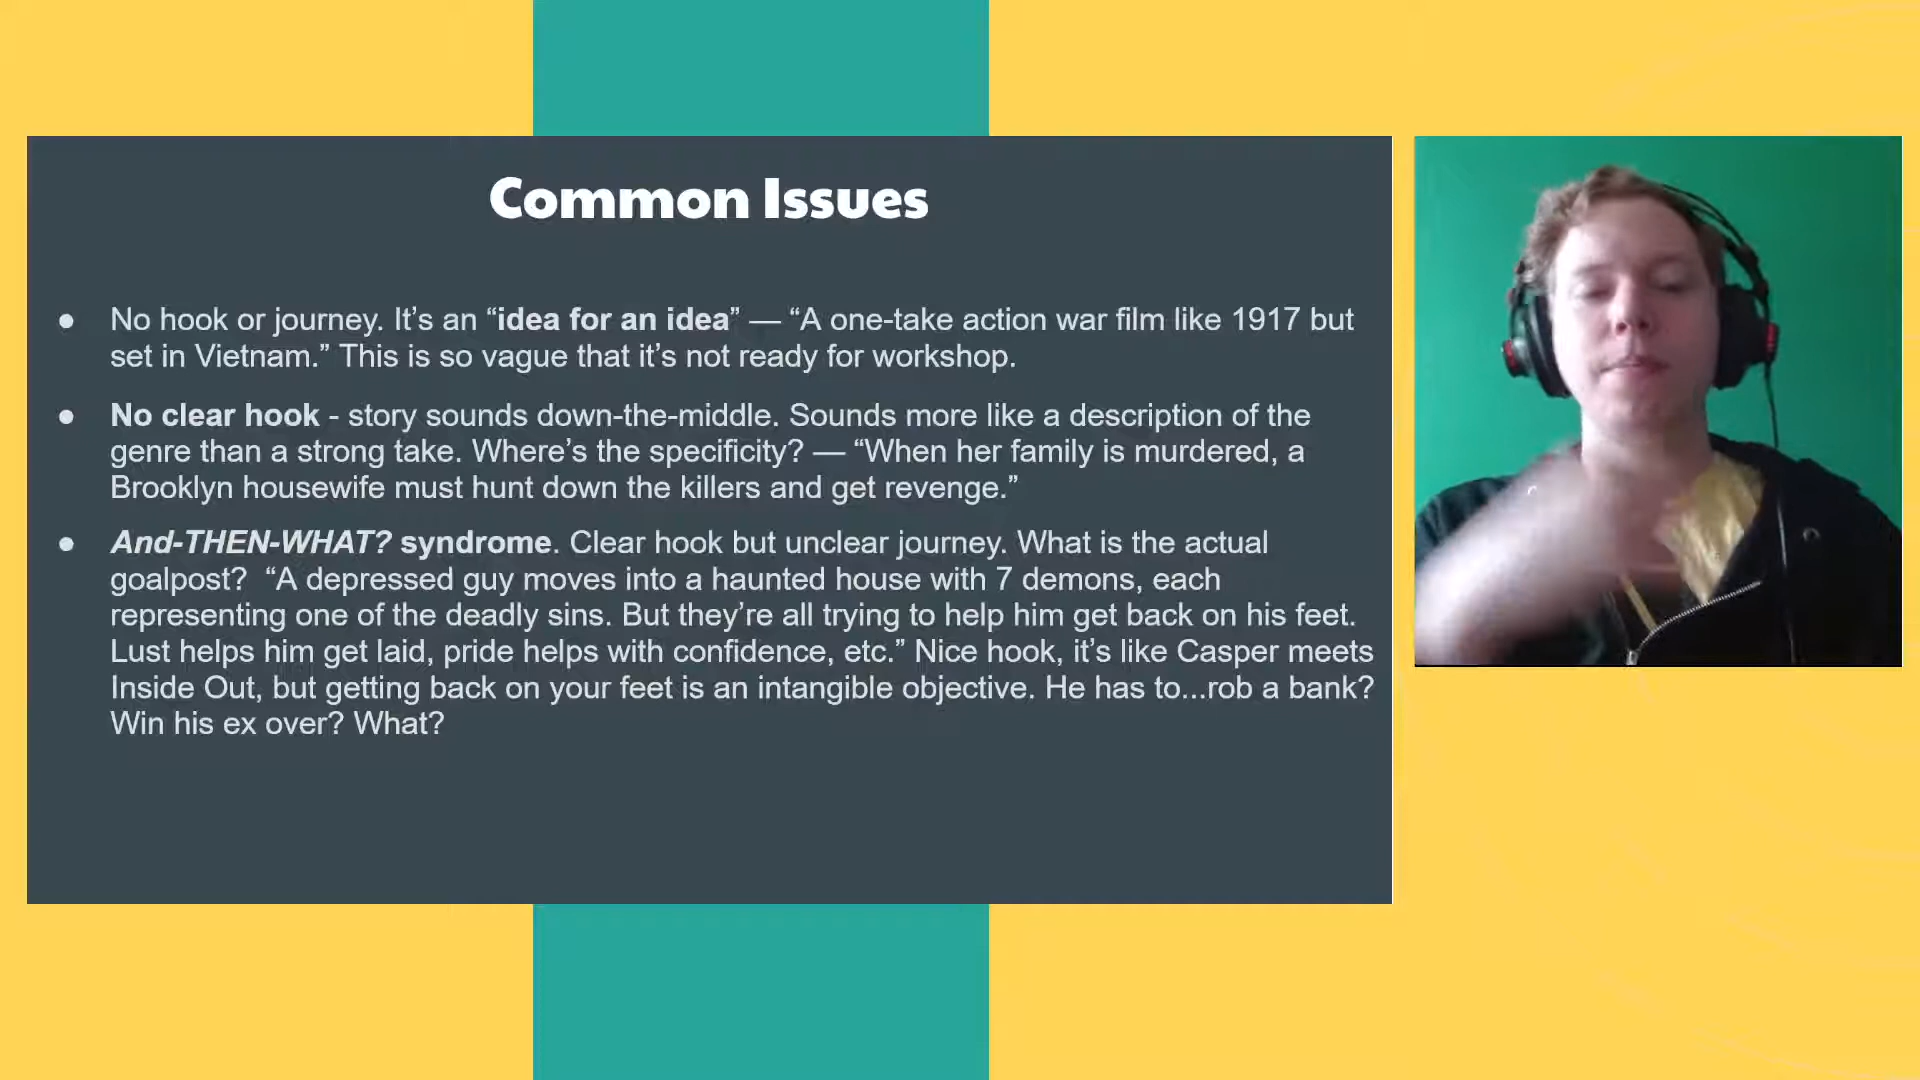 Common Issues
● No hook or journey. It’s an “idea for an idea” — “A one-take action war film like 1917 but
set in Vietnam.” This is so vague that it’s not ready for workshop.
● No clear hook - story sounds down-the-middle. Sounds more like a description of the
genre than a strong take. Where’s the specificity? — “When her family is murdered, a
Brooklyn housewife must hunt down the killers and get revenge.”
● And-THEN-WHAT? syndrome. Clear hook but unclear journey. What is the actual
goalpost? “A depressed guy moves into a haunted house with 7 demons, each
representing one of the deadly sins. But they’re all trying to help him get back on his feet.
Lust helps him get laid, pride helps with confidence, etc.” Nice hook, it’s like Casper meets
Inside Out, but getting back on your feet is an intangible objective. He has to...rob a bank?
Win his ex over? What?